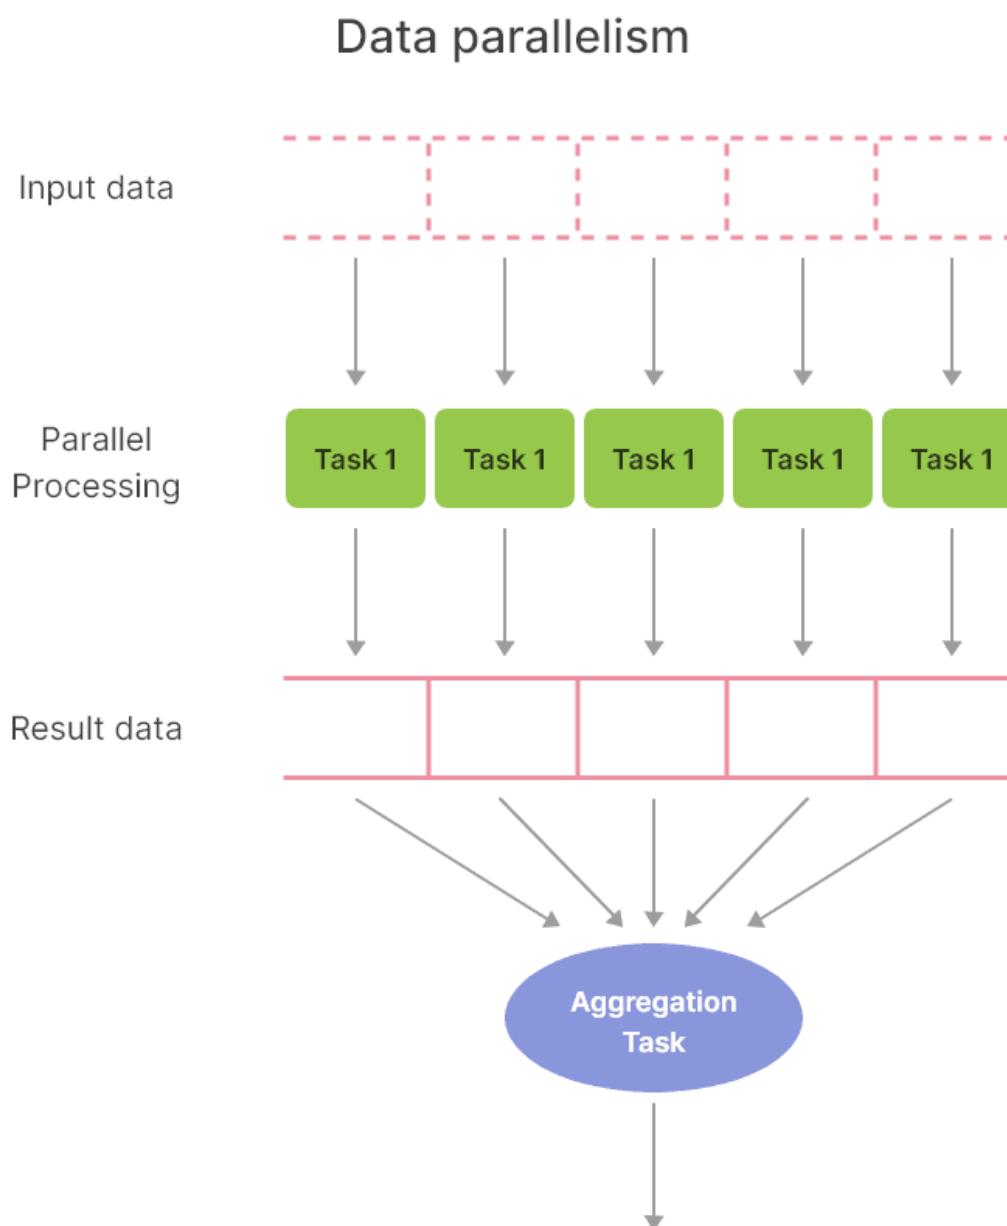 Data parallelism
Input data
Parallel
Processing
Task 1
Task 1
Task 1
Task 1
Task 1
Result data
Aggregation
Task